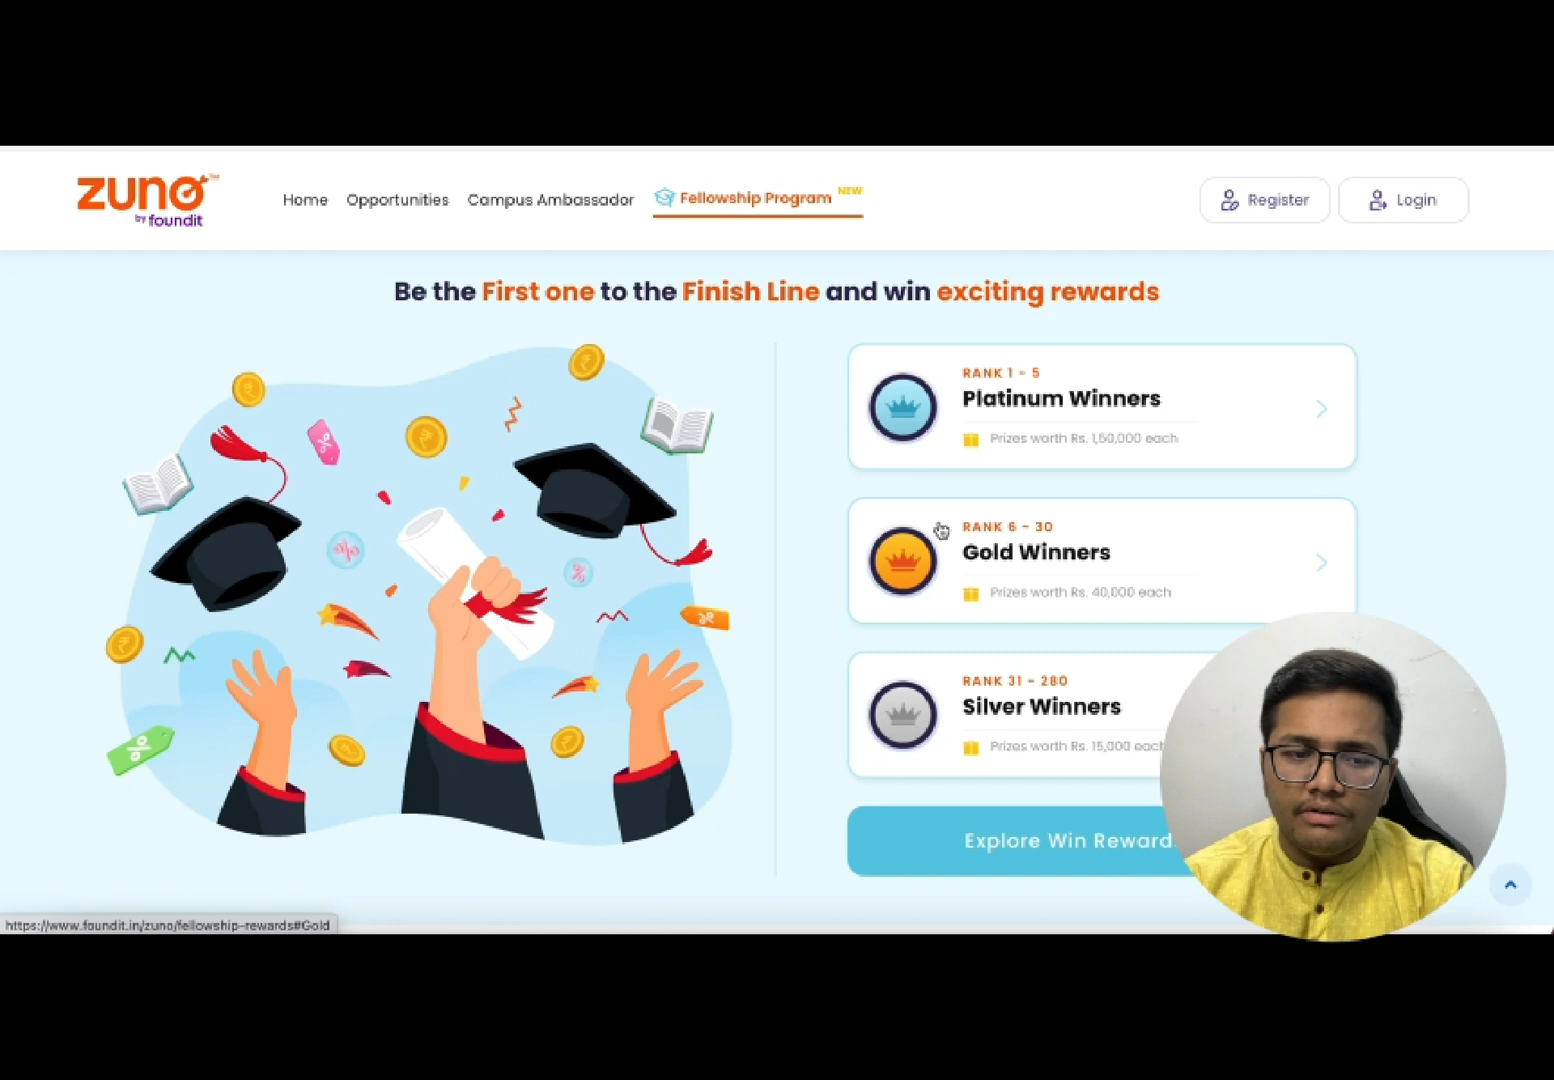 zuno™
by foundit
Home Opportunities Campus Ambassador Fellowship Program NEW
Register Login
Be the First one to the Finish Line and win exciting rewards
RANK 1 - 5
Platinum Winners
Prizes worth Rs. 1,50,000 each
RANK 6 - 30
Gold Winners
Prizes worth Rs. 40,000 each
RANK 31 - 280
Silver Winners
Prizes worth Rs. 15,000 each
Explore Win Reward
https://www.foundit.in/zuno/fellowship-rewards#Gold